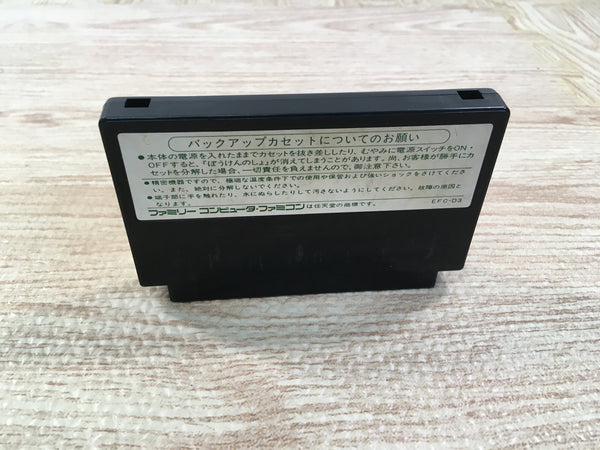 バックアップカセットについてのお願い
●本体の電源を入れたままでカセットを抜き差ししたり、むやみに電源スイッチをON・
OFFすると、「ぼうけんのしょ」が消えてしまうことがあります。尚、お客様が勝手にカ
セットを分解した場合、一切責任を負えませんので、御注意下さい。
●精密機器ですので、極端な温度条件下での使用や保管および強いショックをさけてくださ
い。また、絶対に分解しないでください。
●端子部に手を触れたり、水にぬらしたりして汚さないようにしてください。故障の原因と
なります。
EFC-D3
ファミリー コンピュータ・ファミコンは任天堂の商標です。